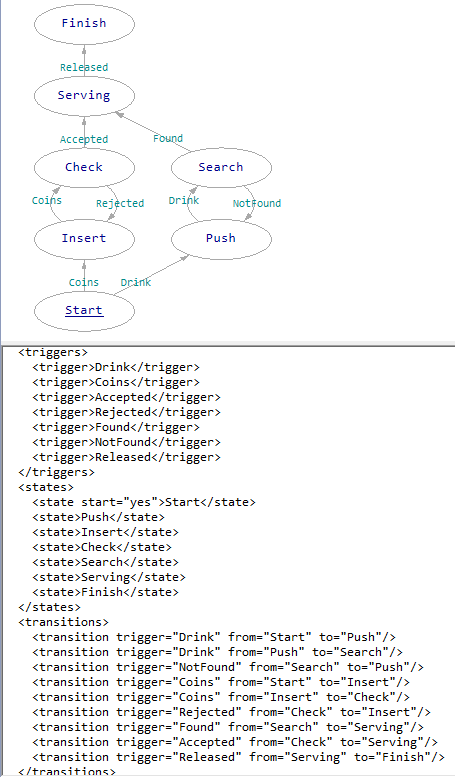 Finish
Released
Serving
Accepted
Found
Check
Search
Coins
Rejected
Drink
NotFound
Insert
Push
Coins
Drink
Start
<triggers>
<trigger>Drink</trigger>
<trigger>Coins</trigger>
<trigger>Accepted</trigger>
<trigger>Rejected</trigger>
<trigger>Found</trigger>
<trigger>NotFound</trigger>
<trigger>Released</trigger>
</triggers>
<states>
<state start="yes">Start</state>
<state>Push</state>
<state>Insert</state>
<state>Check</state>
<state>Search</state>
<state>Serving</state>
<state>Finish</state>
</states>
<transitions>
<transition trigger="Drink" from="Start" to="Push"/>
<transition trigger="Drink" from="Push" to="Search"/>
<transition trigger="NotFound" from="Search" to="Push"/>
<transition trigger="Coins" from="Start" to="Insert"/>
<transition trigger="Coins" from="Insert" to="Check"/>
<transition trigger="Rejected" from="Check" to="Insert"/>
<transition trigger="Found" from="Search" to="Serving"/>
<transition trigger="Accepted" from="Check" to="Serving"/>
<transition trigger="Released" from="Serving" to="Finish"/>
</transitions>